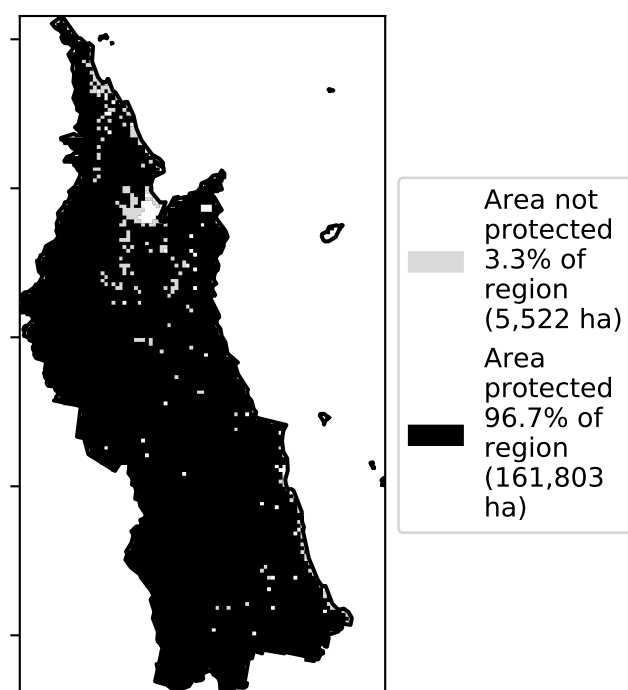 Area not
protected
3.3% of
region
(5,522 ha)
Area
protected
96.7% of
region
(161,803
ha)